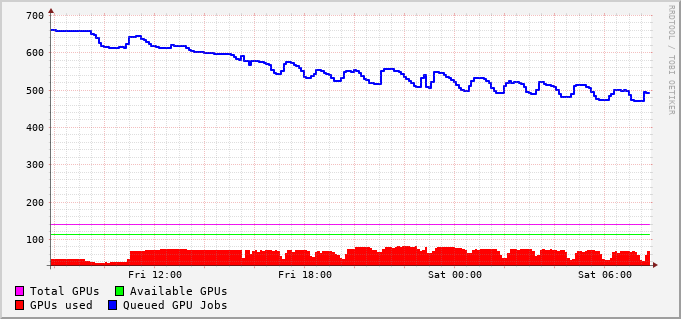 700
600
500
400
300
200
100
Fri 12:00 Fri 18:00 Sat 00:00 Sat 06:00
Total GPUs Available GPUs
GPUs used Queued GPU Jobs
RRDTOOL / TOBI OETIKER